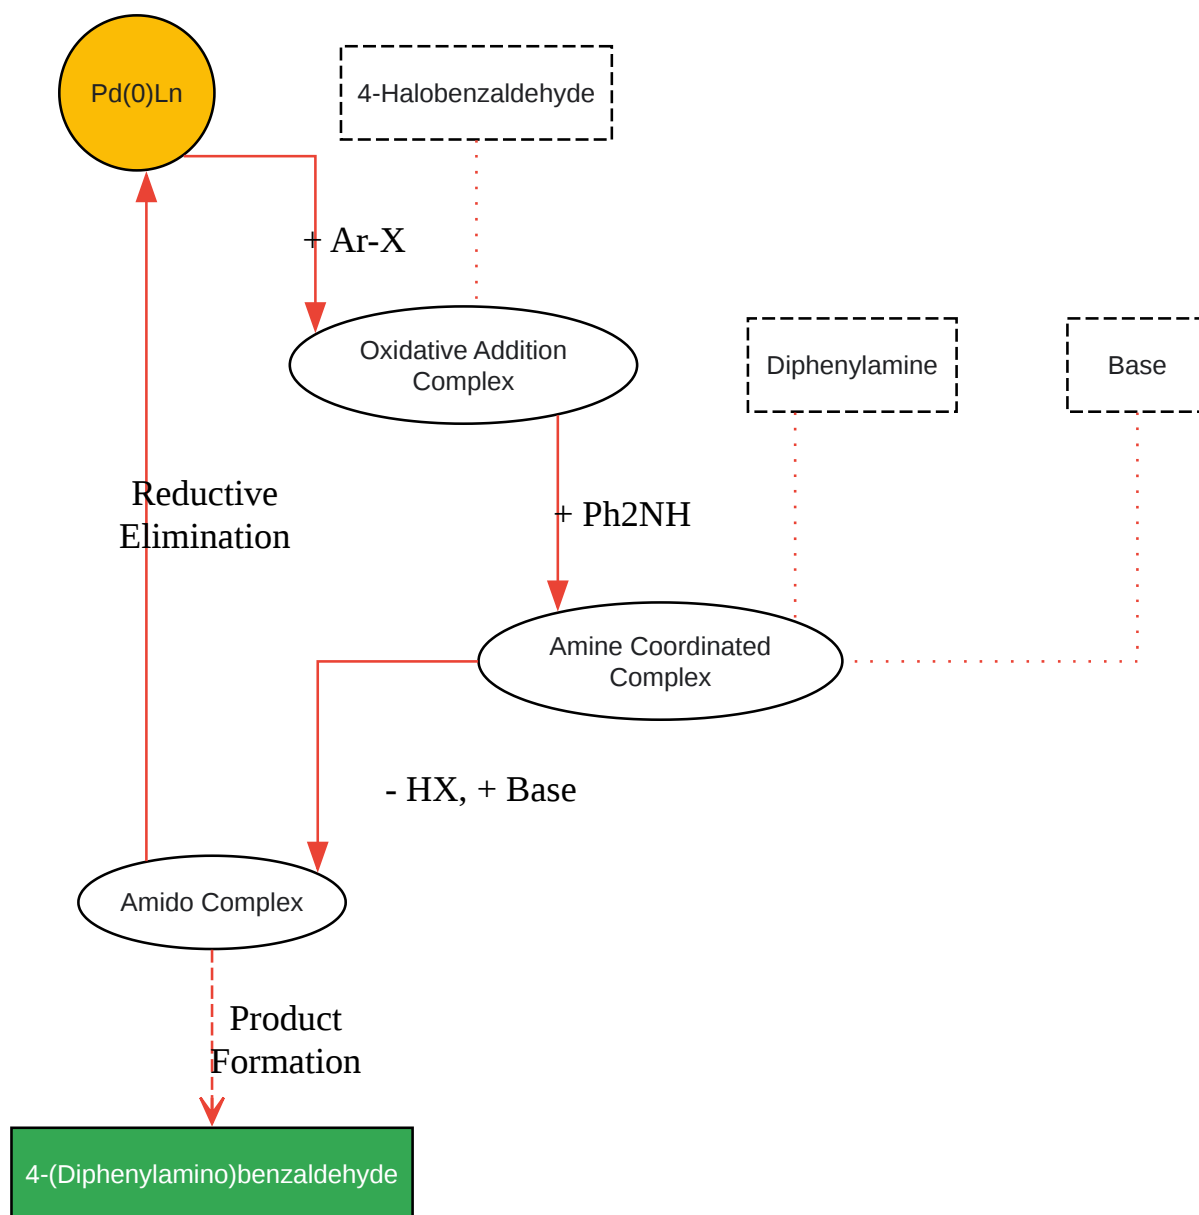 Pd(0)Ln
4-Halobenzaldehyde
+ Ar-X
Oxidative Addition
Complex
Diphenylamine
Base
Reductive
Elimination
+ Ph2NH
Amine Coordinated
Complex
- HX, + Base
Amido Complex
Product
Formation
4-(Diphenylamino)benzaldehyde